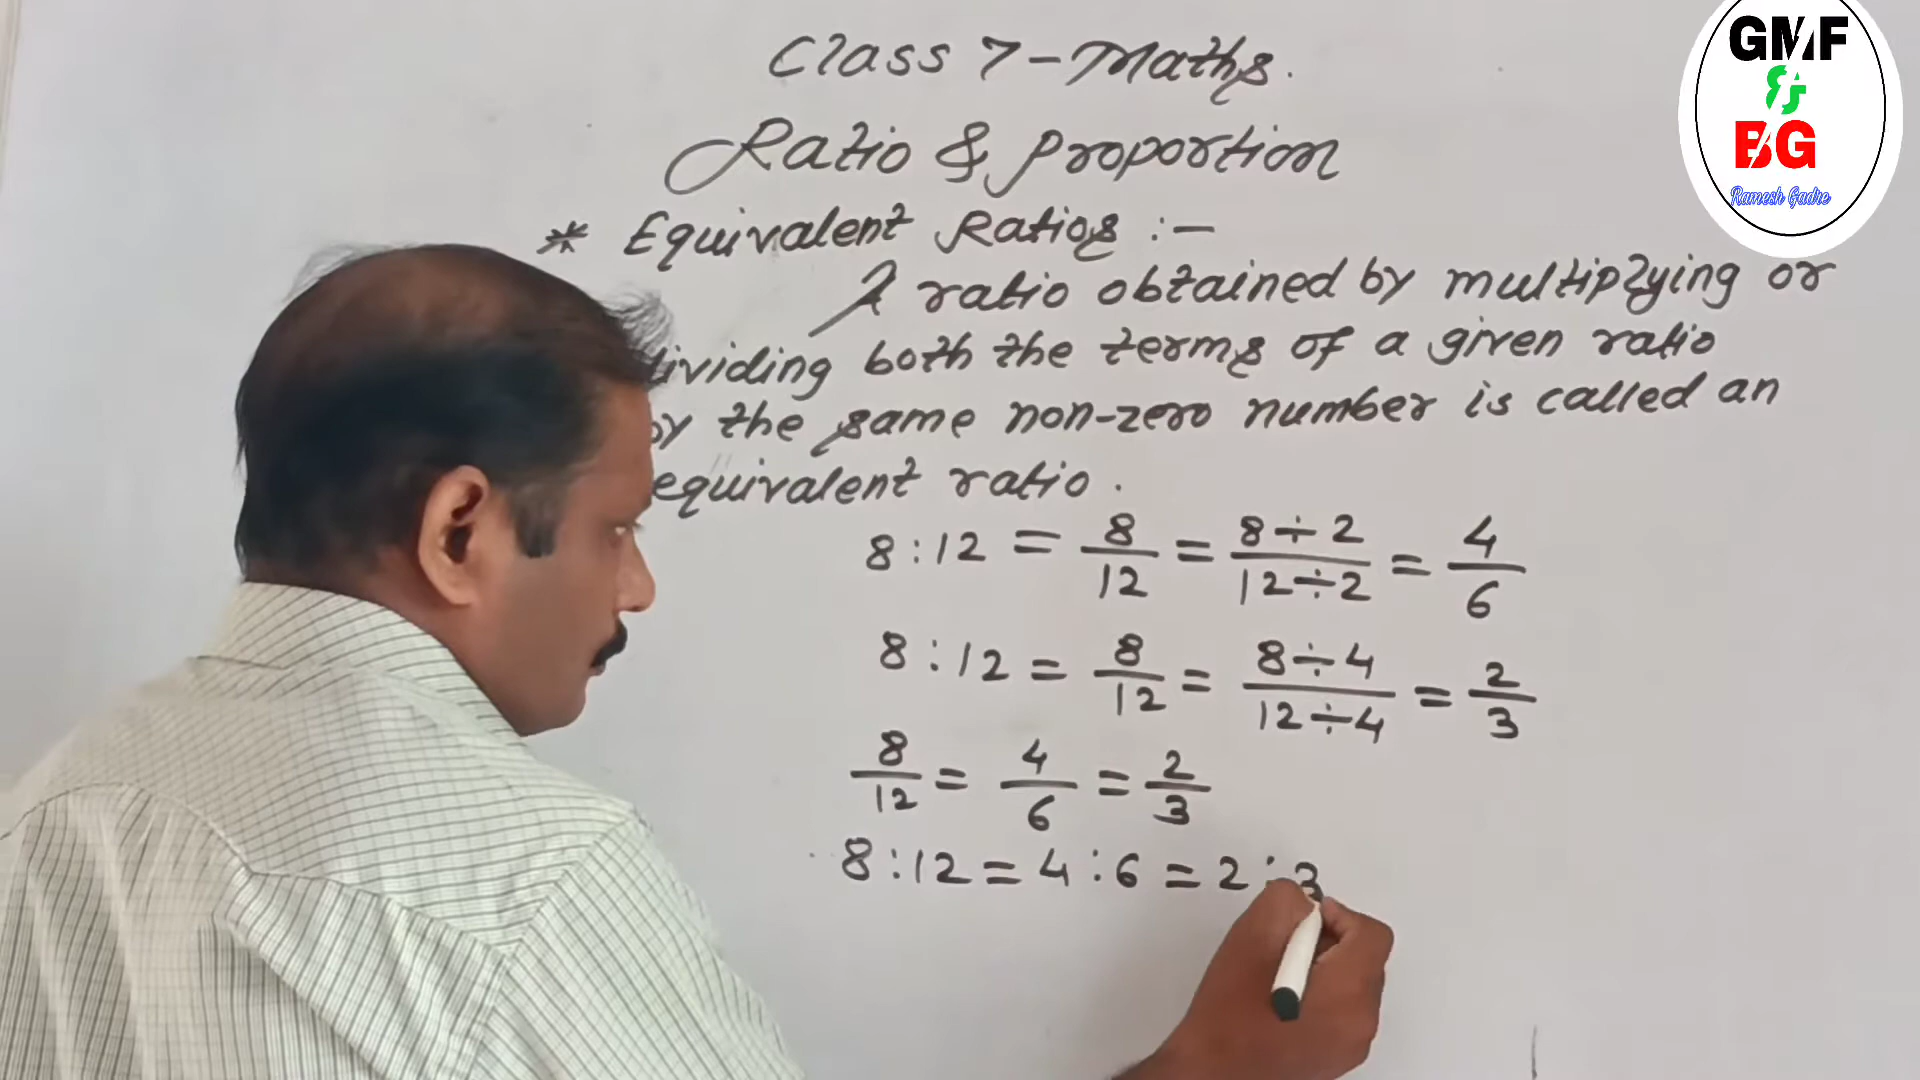 Class 7 - Maths.
Ratio & proportion
* Equivalent Ratios :-
A ratio obtained by multiplying or
dividing both the terms of a given ratio
by the same non-zero number is called an
equivalent ratio.
8 : 12 = 8/12 = 8÷2/12÷2 = 4/6
8 : 12 = 8/12 = 8÷4/12÷4 = 2/3
8/12 = 4/6 = 2/3
8 : 12 = 4 : 6 = 2 : 3
GMF
&
BG
Ramesh Gadre